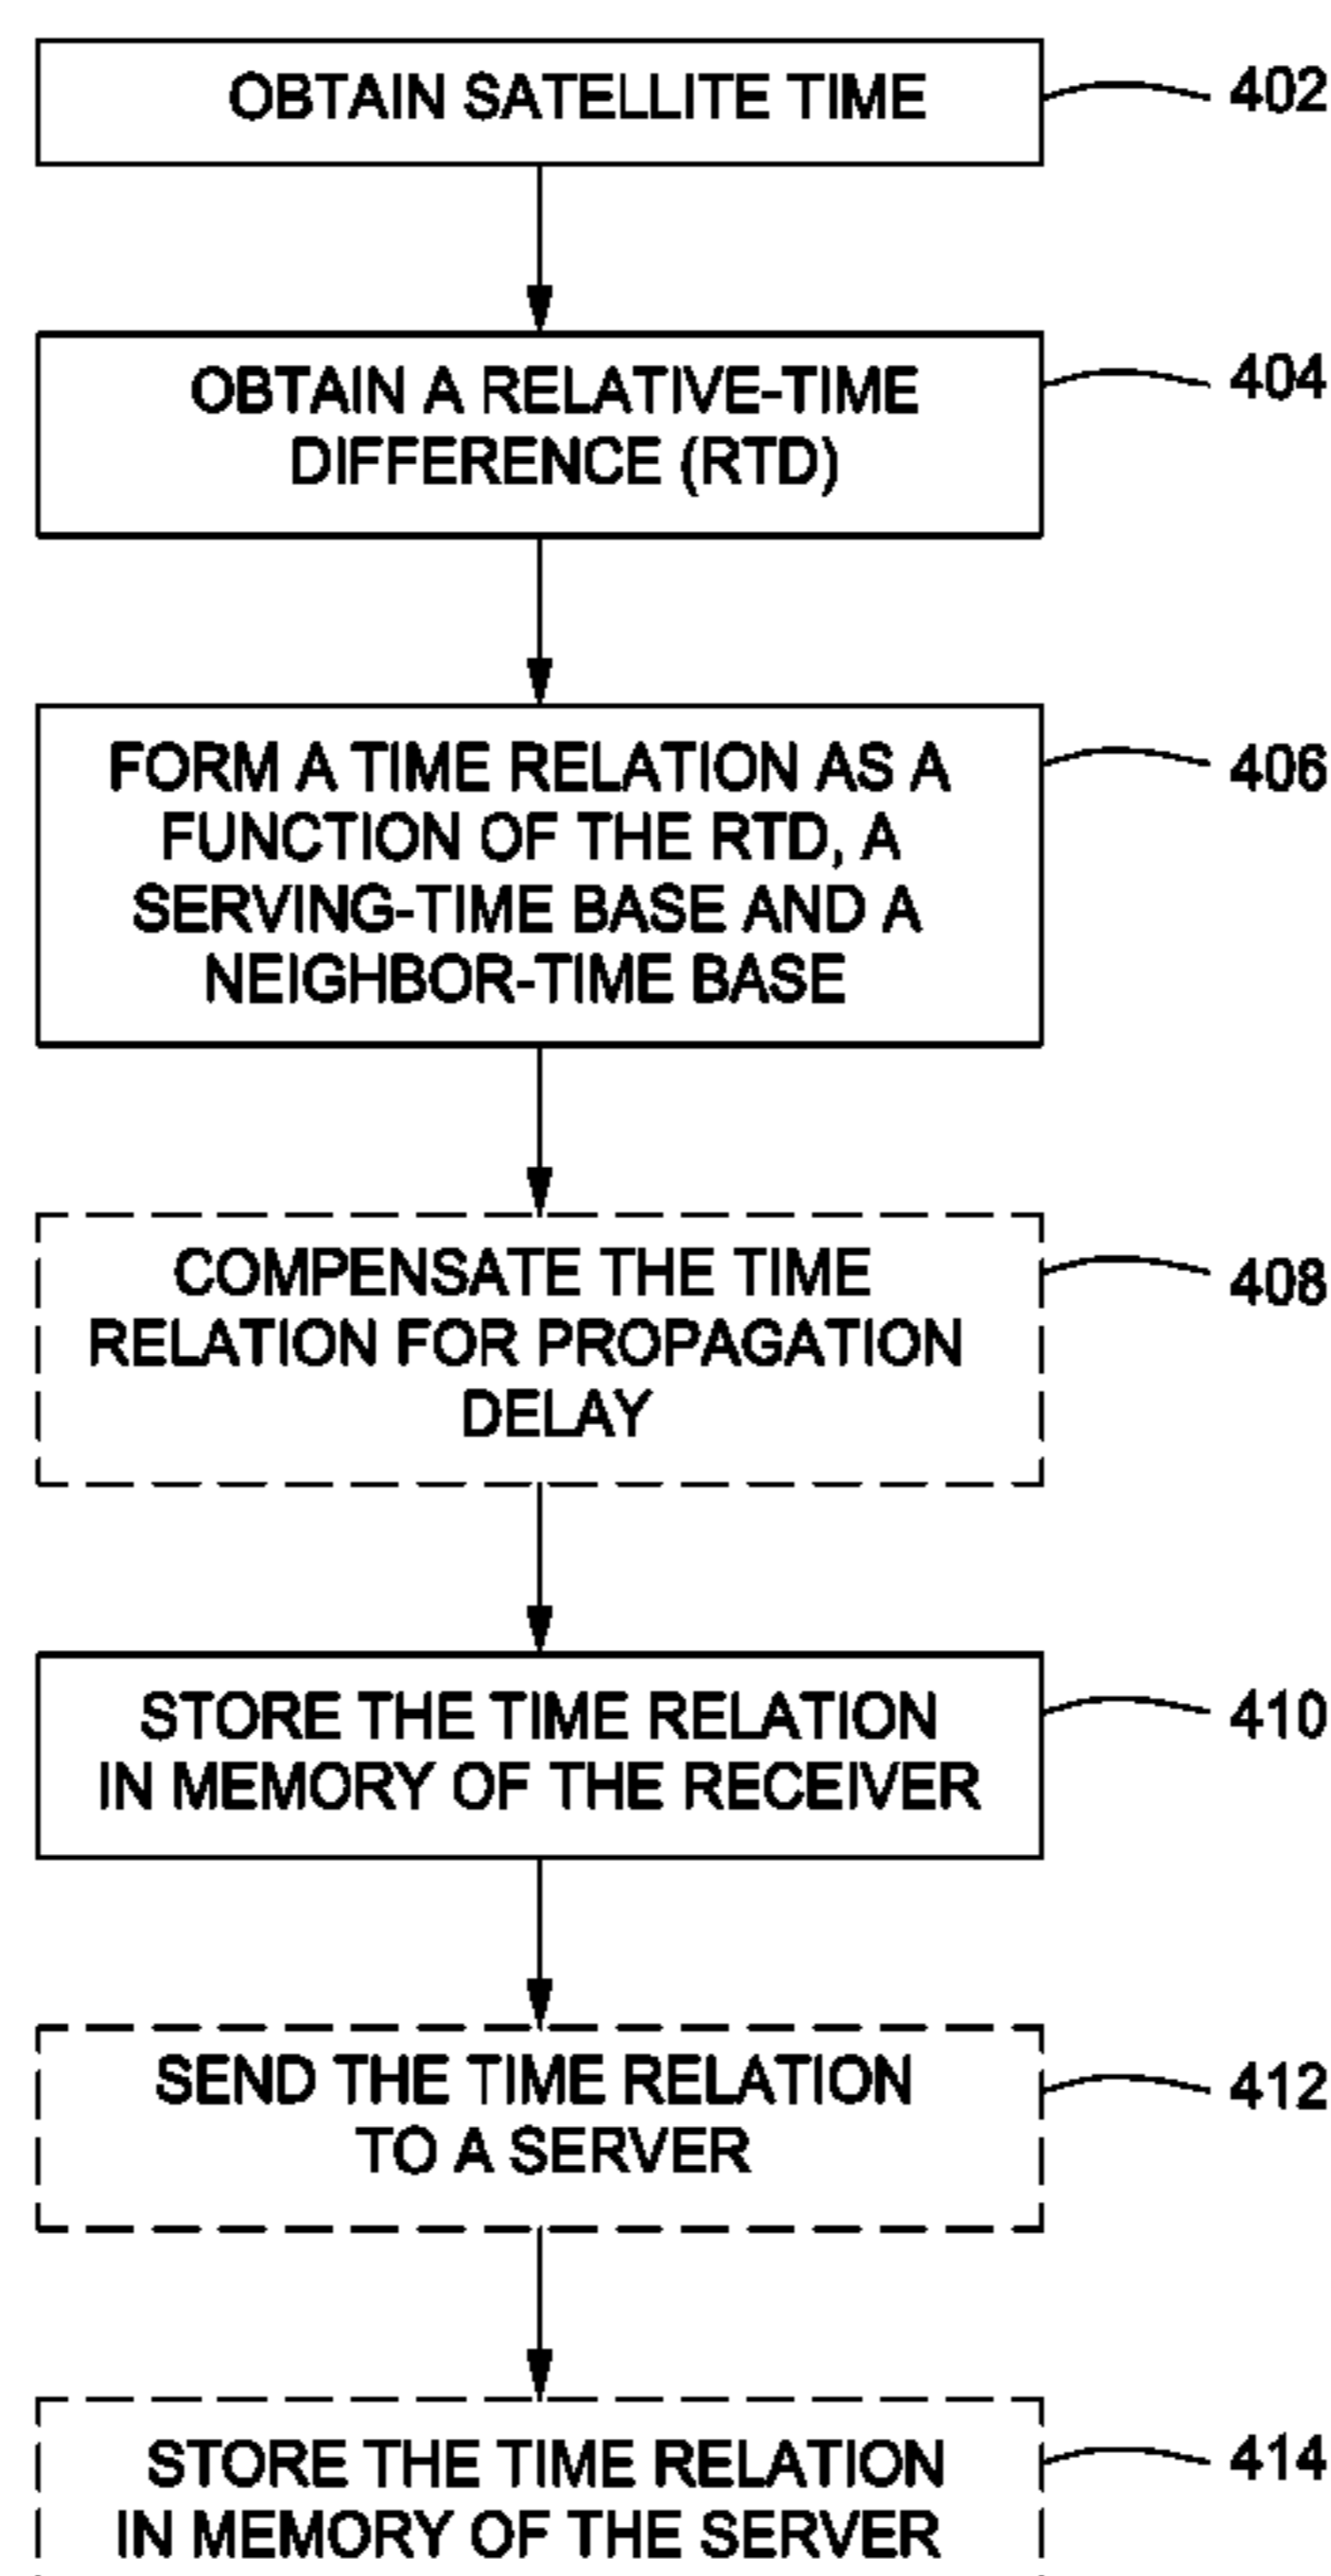 OBTAIN SATELLITE TIME
402
OBTAIN A RELATIVE-TIME
DIFFERENCE (RTD)
404
FORM A TIME RELATION AS A
FUNCTION OF THE RTD, A
SERVING-TIME BASE AND A
NEIGHBOR-TIME BASE
406
COMPENSATE THE TIME
RELATION FOR PROPAGATION
DELAY
408
STORE THE TIME RELATION
IN MEMORY OF THE RECEIVER
410
SEND THE TIME RELATION
TO A SERVER
412
STORE THE TIME RELATION
IN MEMORY OF THE SERVER
414